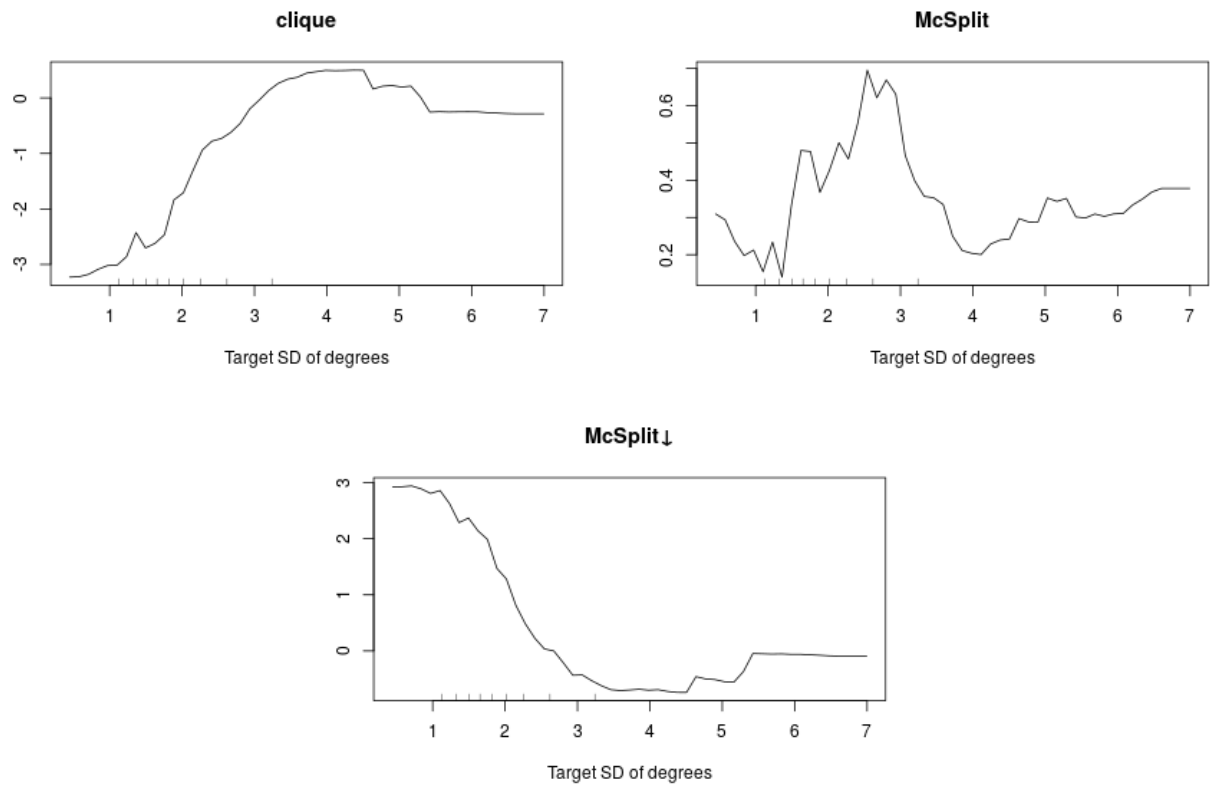 clique
0
-1
-2
-3
1 2 3 4 5 6 7
Target SD of degrees
McSplit
0.6
0.4
0.2
1 2 3 4 5 6 7
Target SD of degrees
McSplit↓
3
2
1
0
1 2 3 4 5 6 7
Target SD of degrees